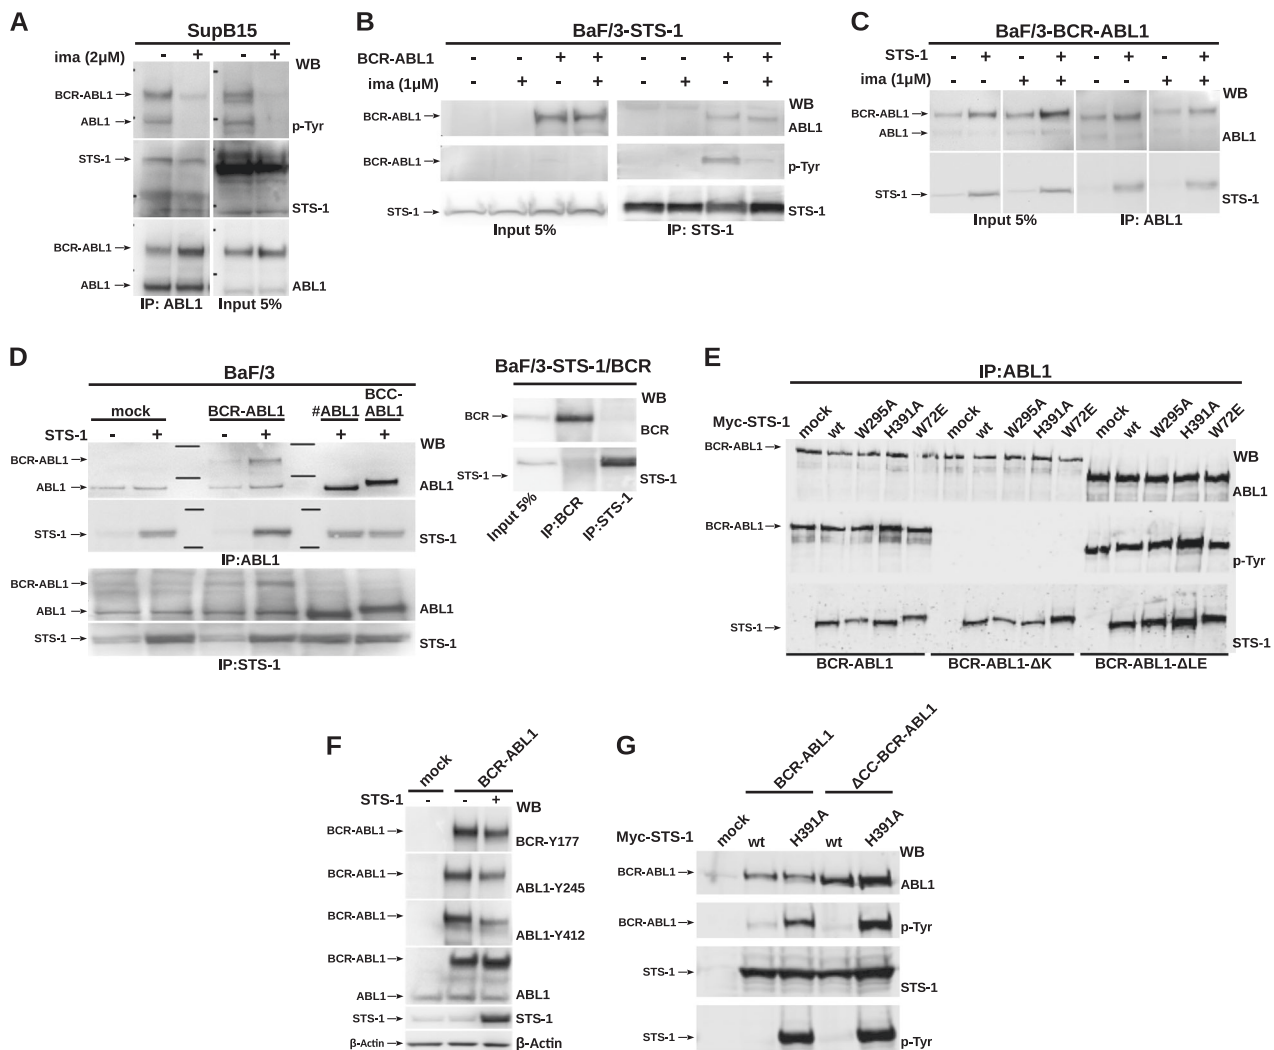 A
SupB15
ima (2μM) - + - +
WB
BCR-ABL1
ABL1
p-Tyr
STS-1
STS-1
BCR-ABL1
ABL1
ABL1
IP: ABL1 Input 5%
B
BaF/3-STS-1
BCR-ABL1 - - + + - - + +
ima (1μM) - + - + - + - +
WB
BCR-ABL1
ABL1
BCR-ABL1
p-Tyr
STS-1
STS-1
Input 5% IP: STS-1
C
BaF/3-BCR-ABL1
STS-1 - + - + - + - +
ima (1μM) - - + + - - + +
WB
BCR-ABL1
ABL1
ABL1
STS-1
STS-1
Input 5% IP: ABL1
D
BaF/3
mock BCR-ABL1 #ABL1 BCC-
ABL1
STS-1 - + - + + +
WB
BCR-ABL1
ABL1
ABL1
STS-1
STS-1
IP:ABL1
BCR-ABL1
ABL1
ABL1
STS-1
STS-1
IP:STS-1
BaF/3-STS-1/BCR
WB
BCR
BCR
STS-1
STS-1
Input 5% IP:BCR IP:STS-1
E
IP:ABL1
Myc-STS-1 mock wt W295A H391A W72E mock wt W295A H391A W72E mock wt W295A H391A W72E
BCR-ABL1
WB
ABL1
BCR-ABL1
p-Tyr
STS-1
STS-1
BCR-ABL1 BCR-ABL1-ΔK BCR-ABL1-ΔLE
F
mock BCR-ABL1
STS-1 - - +
WB
BCR-ABL1
BCR-Y177
BCR-ABL1
ABL1-Y245
BCR-ABL1
ABL1-Y412
BCR-ABL1
ABL1 ABL1
STS-1 STS-1
β-Actin β-Actin
G
BCR-ABL1 ΔCC-BCR-ABL1
Myc-STS-1 mock wt H391A wt H391A
WB
BCR-ABL1
ABL1
BCR-ABL1
p-Tyr
STS-1
STS-1
STS-1
p-Tyr